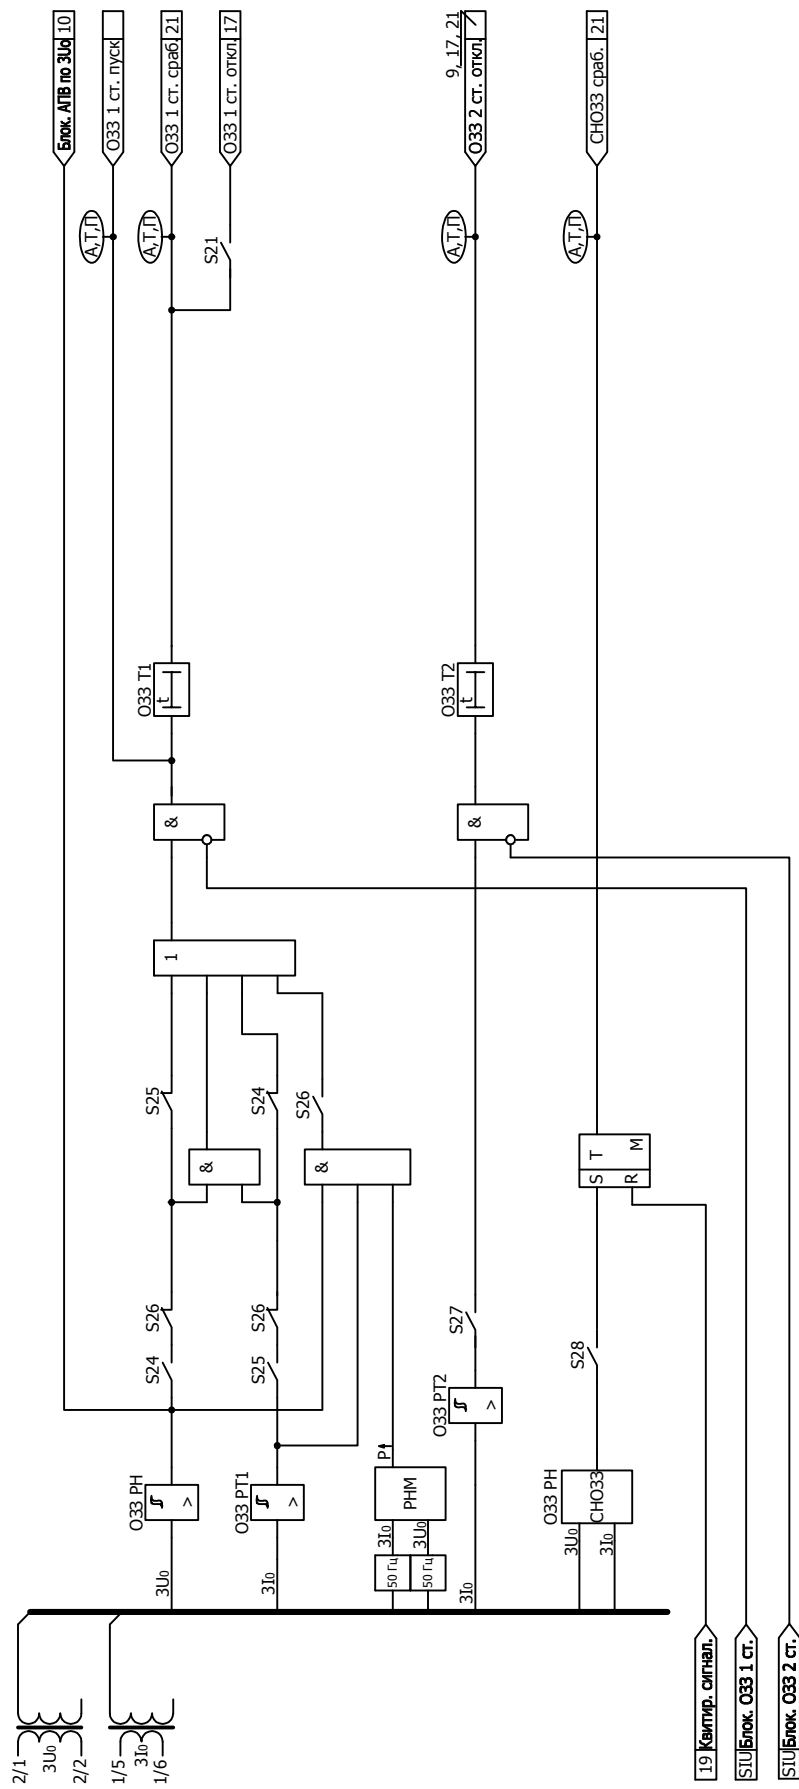 Блок. АПВ по 3Uo 10
ОЗЗ 1 ст. пуск
ОЗЗ 1 ст. сраб. 21
ОЗЗ 1 ст. откл. 17
9, 17, 21
ОЗЗ 2 ст. откл.
СНОЗЗ сраб. 21
А,Т,П
А,Т,П
А,Т,П
А,Т,П
S21
ОЗЗ Т1
t
ОЗЗ Т2
t
&
&
1
S25
S24
S26
&
&
S T
R M
S26
S26
S27
S24
S25
S28
ОЗЗ РТ2
>
P
ОЗЗ РН
>
ОЗЗ РТ1
>
РНМ
ОЗЗ РН
СНОЗЗ
3U0
3I0
3I0
3U0
50 Гц
50 Гц
3I0
3U0
3I0
2/1
3U0
2/2
1/5
3I0
1/6
19 Квитир. сигнал.
SIU Блок. ОЗЗ 1 ст.
SIU Блок. ОЗЗ 2 ст.